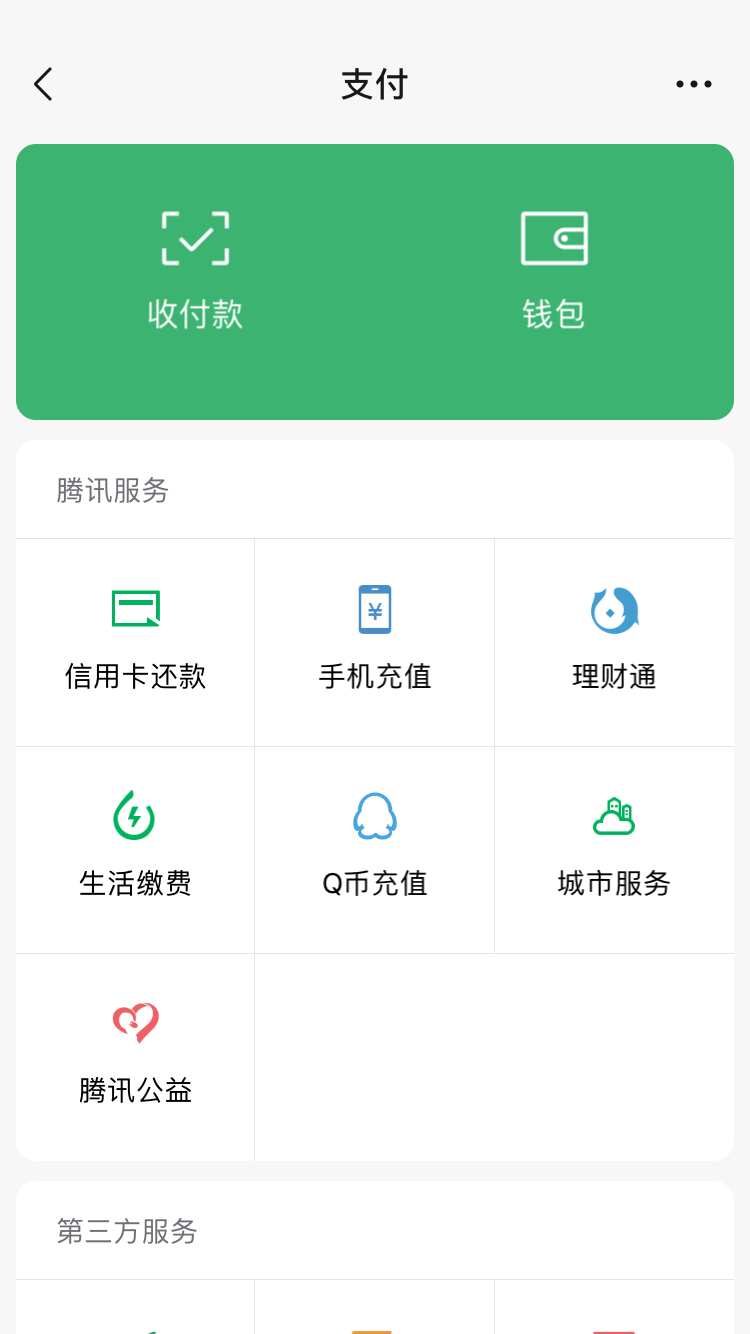 支付
收付款
钱包
腾讯服务
信用卡还款
手机充值
理财通
生活缴费
Q币充值
城市服务
腾讯公益
第三方服务